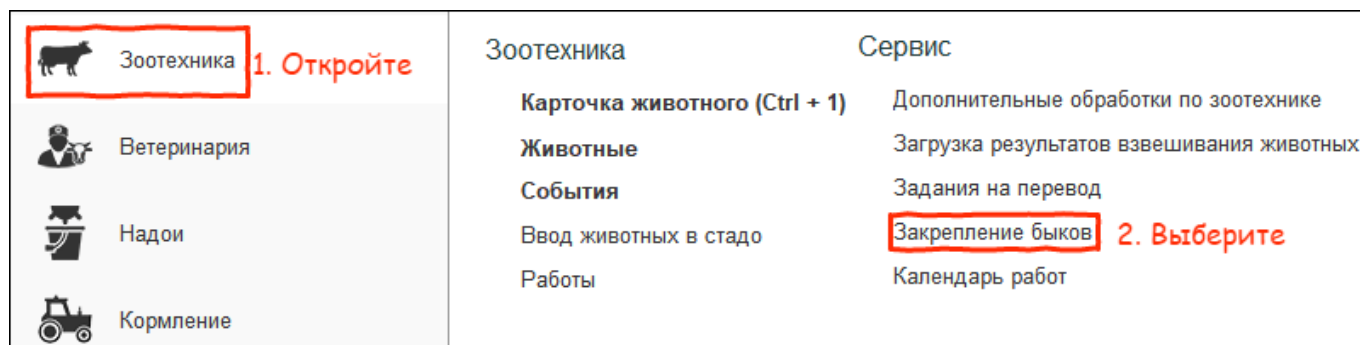 Зоотехника
1. Откройте
Ветеринария
Надои
Кормление
Зоотехника
Карточка животного (Ctrl + 1)
Животные
События
Ввод животных в стадо
Работы
Сервис
Дополнительные обработки по зоотехнике
Загрузка результатов взвешивания животных
Задания на перевод
Закрепление быков
2. Выберите
Календарь работ